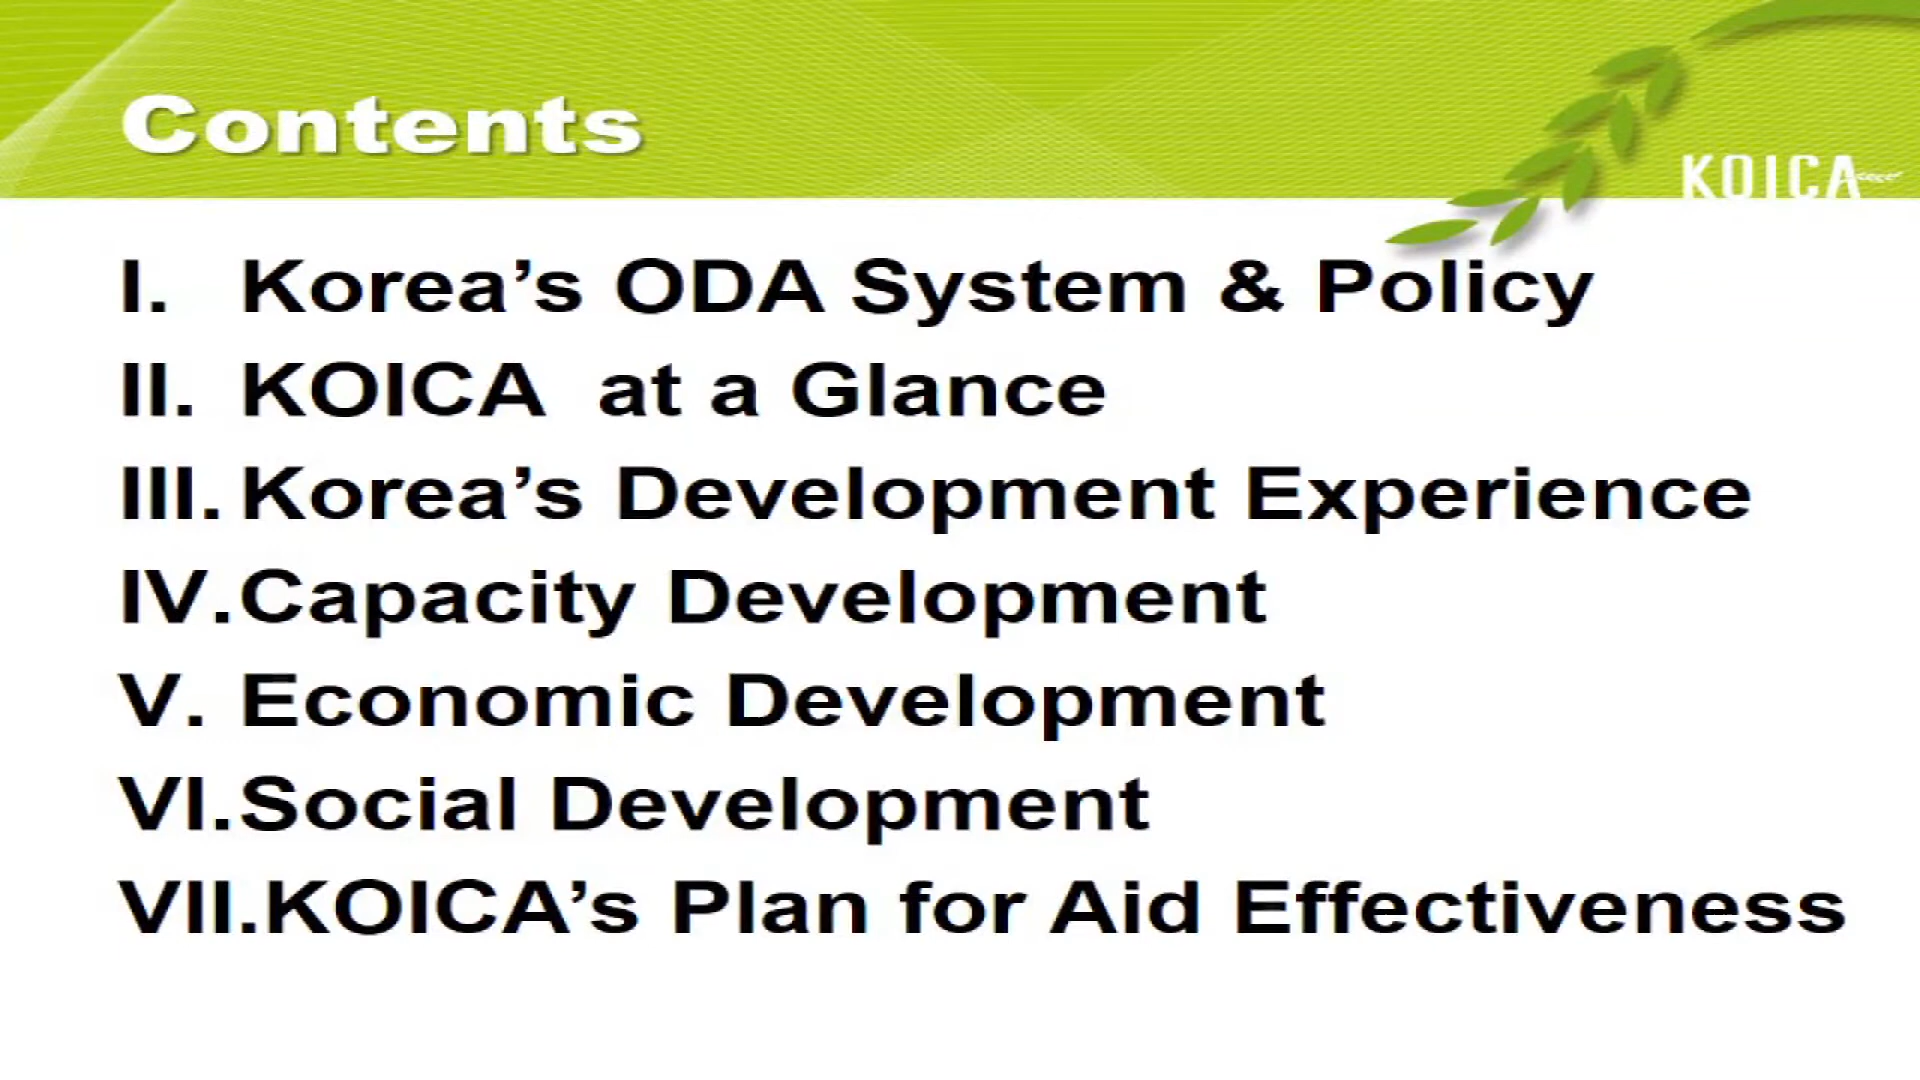 Contents
KOICA
I. Korea’s ODA System & Policy
II. KOICA at a Glance
III. Korea’s Development Experience
IV. Capacity Development
V. Economic Development
VI. Social Development
VII. KOICA’s Plan for Aid Effectiveness